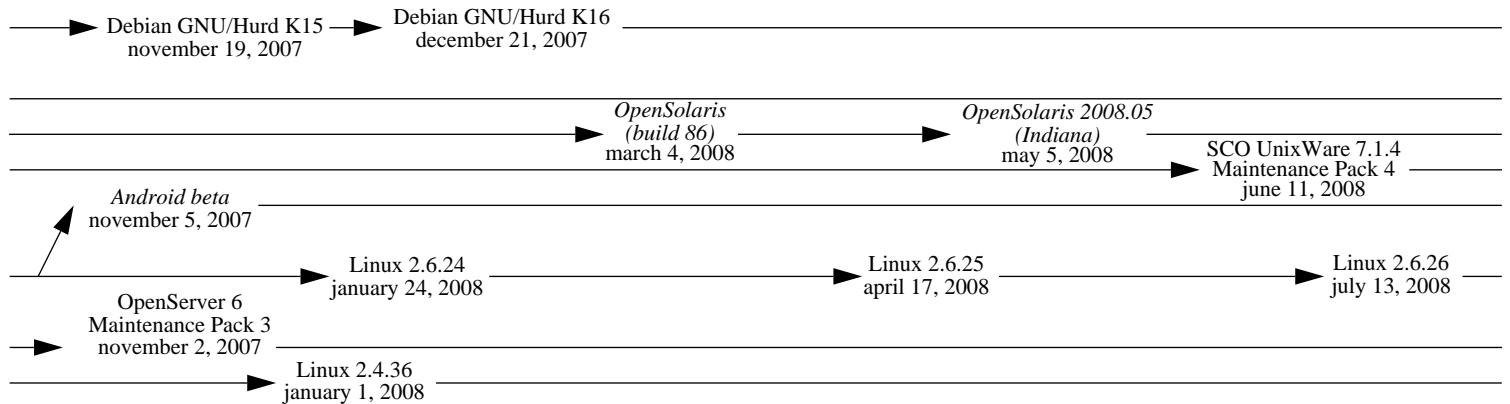 Debian GNU/Hurd K15
november 19, 2007
Debian GNU/Hurd K16
december 21, 2007
OpenSolaris
(build 86)
march 4, 2008
OpenSolaris 2008.05
(Indiana)
may 5, 2008
SCO UnixWare 7.1.4
Maintenance Pack 4
june 11, 2008
Android beta
november 5, 2007
Linux 2.6.24
january 24, 2008
Linux 2.6.25
april 17, 2008
Linux 2.6.26
july 13, 2008
OpenServer 6
Maintenance Pack 3
november 2, 2007
Linux 2.4.36
january 1, 2008